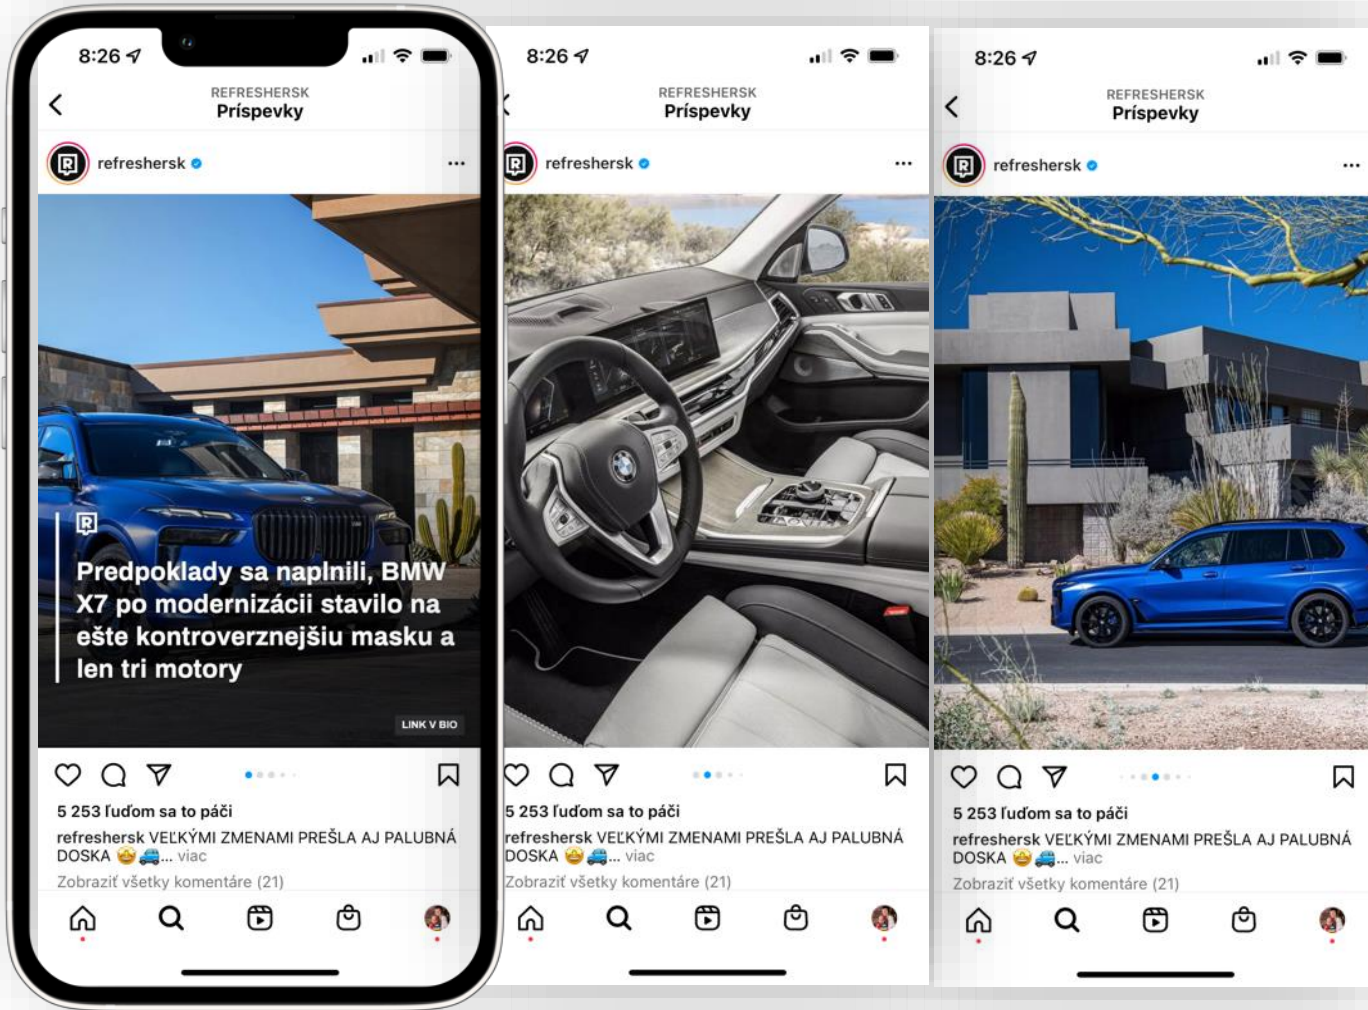 8:26
REFRESHERSK
Príspevky
refreshersk
Predpoklady sa naplnili, BMW
X7 po modernizácii stavilo na
ešte kontroverznejšiu masku a
len tri motory
LINK V BIO
5 253 ľuďom sa to páči
refreshersk VEĽKÝMI ZMENAMI PREŠLA AJ PALUBNÁ
DOSKA 🤩🚙... viac
Zobraziť všetky komentáre (21)
8:26
REFRESHERSK
Príspevky
refreshersk
5 253 ľuďom sa to páči
refreshersk VEĽKÝMI ZMENAMI PREŠLA AJ PALUBNÁ
DOSKA 🤩🚙... viac
Zobraziť všetky komentáre (21)
8:26
REFRESHERSK
Príspevky
refreshersk
5 253 ľuďom sa to páči
refreshersk VEĽKÝMI ZMENAMI PREŠLA AJ PALUBNÁ
DOSKA 🤩🚙... viac
Zobraziť všetky komentáre (21)